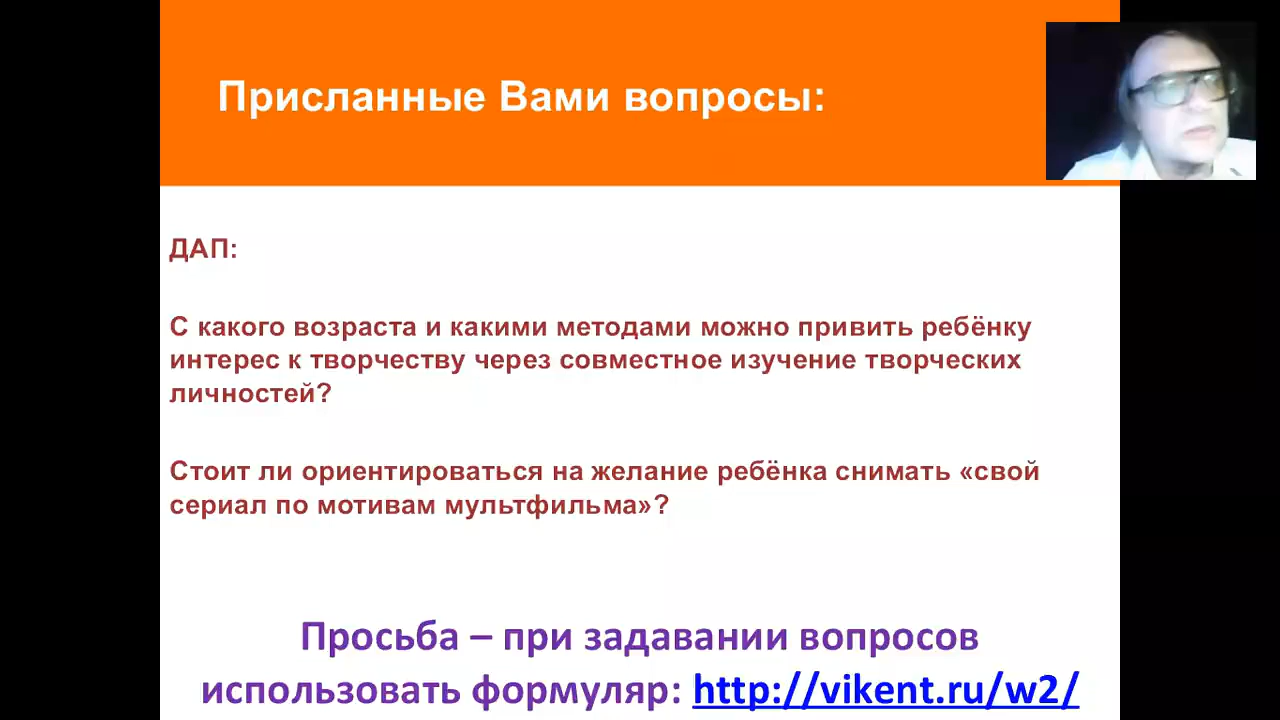 Присланные Вами вопросы:
ДАП:
С какого возраста и какими методами можно привить ребёнку
интерес к творчеству через совместное изучение творческих
личностей?
Стоит ли ориентироваться на желание ребёнка снимать «свой
сериал по мотивам мультфильма»?
Просьба – при задавании вопросов
использовать формуляр: http://vikent.ru/w2/